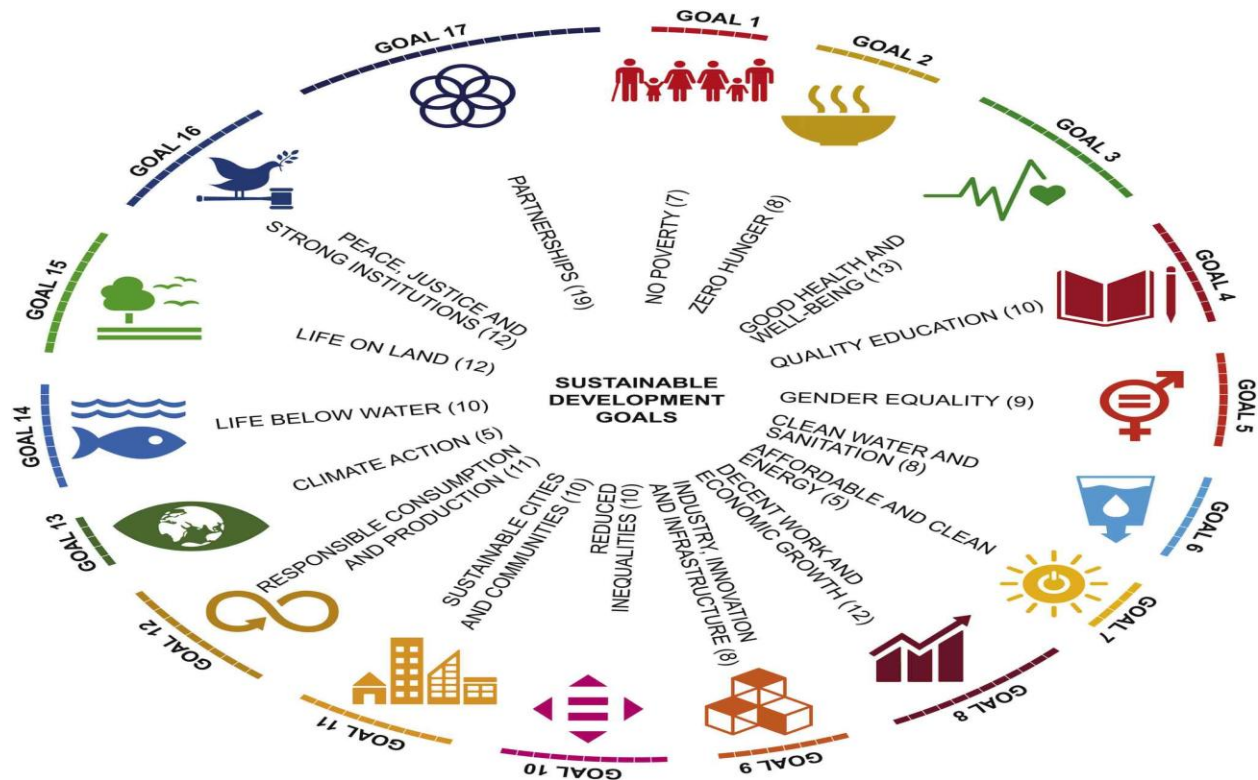 GOAL 1
NO POVERTY (7)
GOAL 2
ZERO HUNGER (8)
GOAL 3
GOOD HEALTH AND
WELL-BEING (13)
GOAL 4
QUALITY EDUCATION (10)
GOAL 5
GENDER EQUALITY (9)
GOAL 6
CLEAN WATER AND
SANITATION (8)
GOAL 7
AFFORDABLE AND CLEAN
ENERGY (5)
GOAL 8
DECENT WORK AND
ECONOMIC GROWTH (12)
GOAL 9
INDUSTRY, INNOVATION
AND INFRASTRUCTURE (8)
GOAL 10
REDUCED
INEQUALITIES (10)
GOAL 11
SUSTAINABLE CITIES
AND COMMUNITIES (10)
GOAL 12
RESPONSIBLE CONSUMPTION
AND PRODUCTION (11)
GOAL 13
CLIMATE ACTION (5)
GOAL 14
LIFE BELOW WATER (10)
GOAL 15
LIFE ON LAND (12)
GOAL 16
PEACE, JUSTICE AND
STRONG INSTITUTIONS (12)
GOAL 17
PARTNERSHIPS (19)
SUSTAINABLE
DEVELOPMENT
GOALS